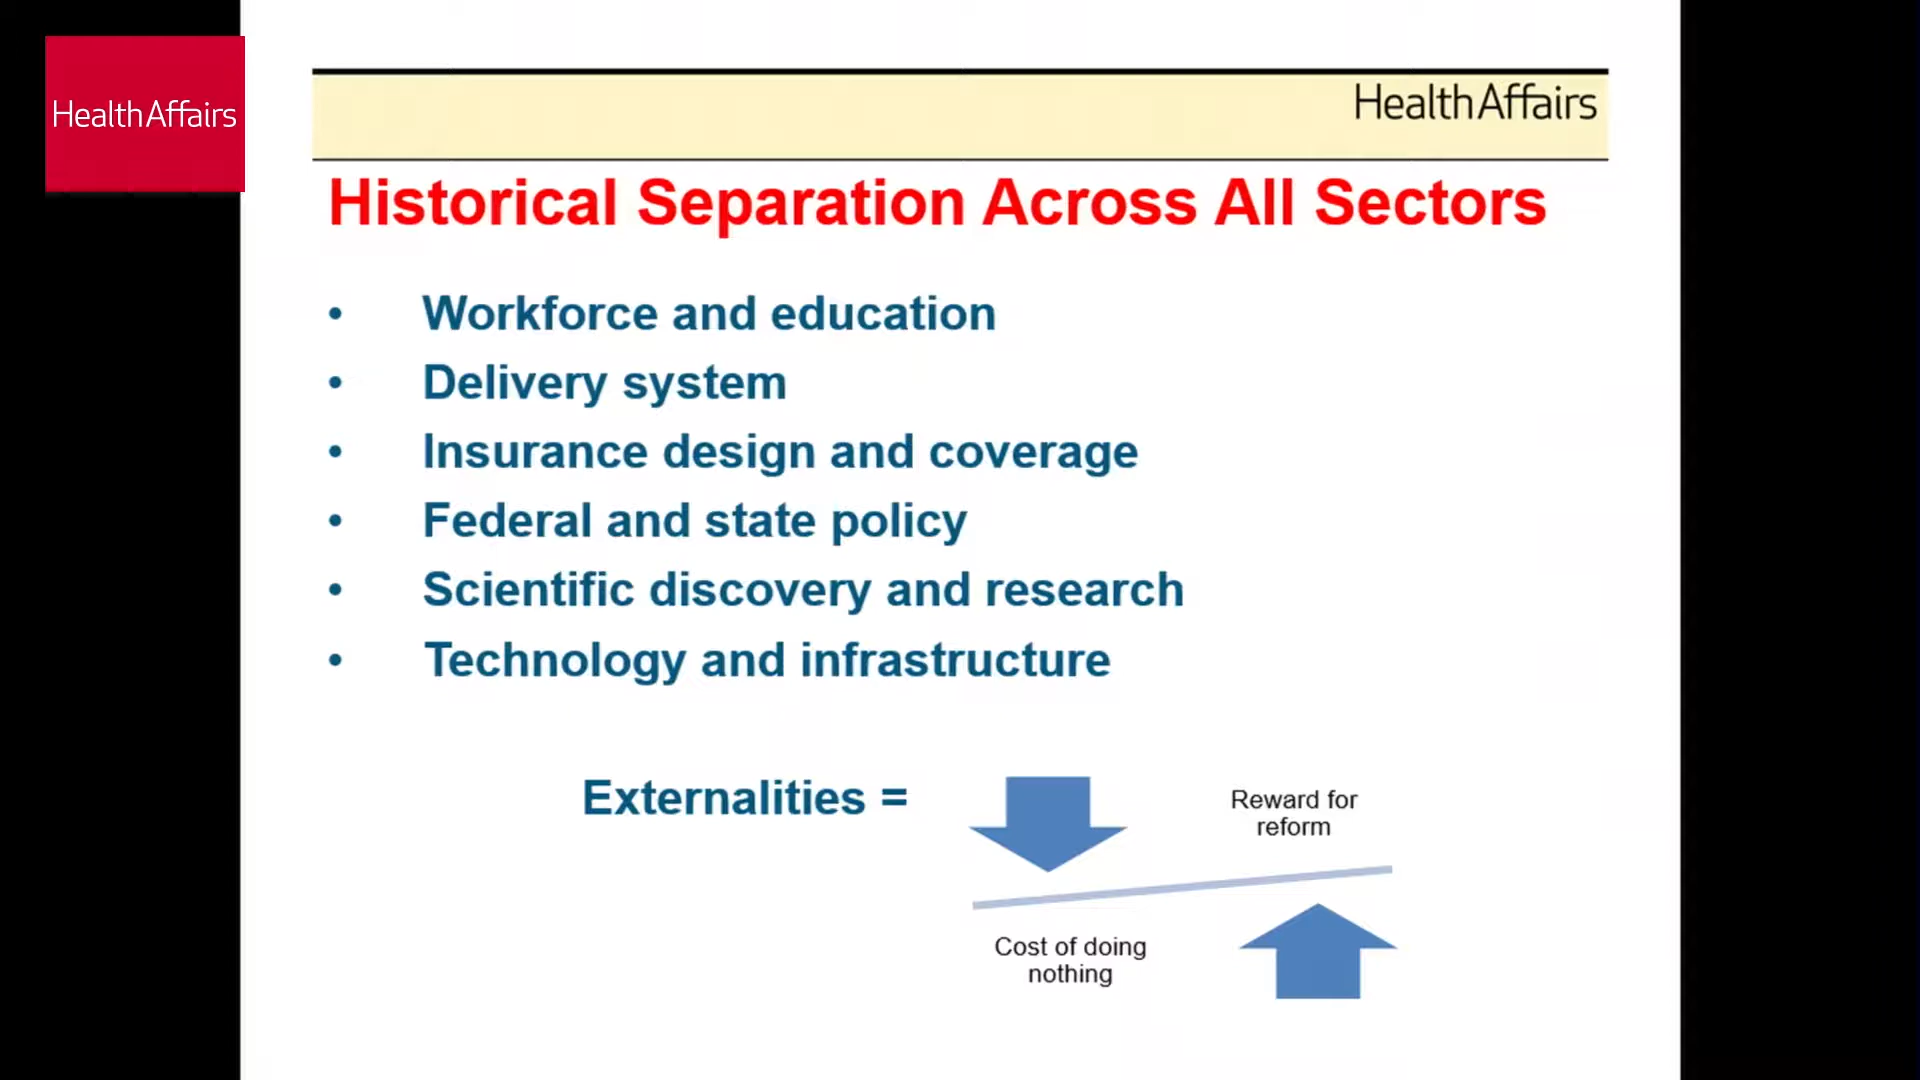 HealthAffairs
HealthAffairs
Historical Separation Across All Sectors
• Workforce and education
• Delivery system
• Insurance design and coverage
• Federal and state policy
• Scientific discovery and research
• Technology and infrastructure
Externalities =
Reward for
reform
Cost of doing
nothing